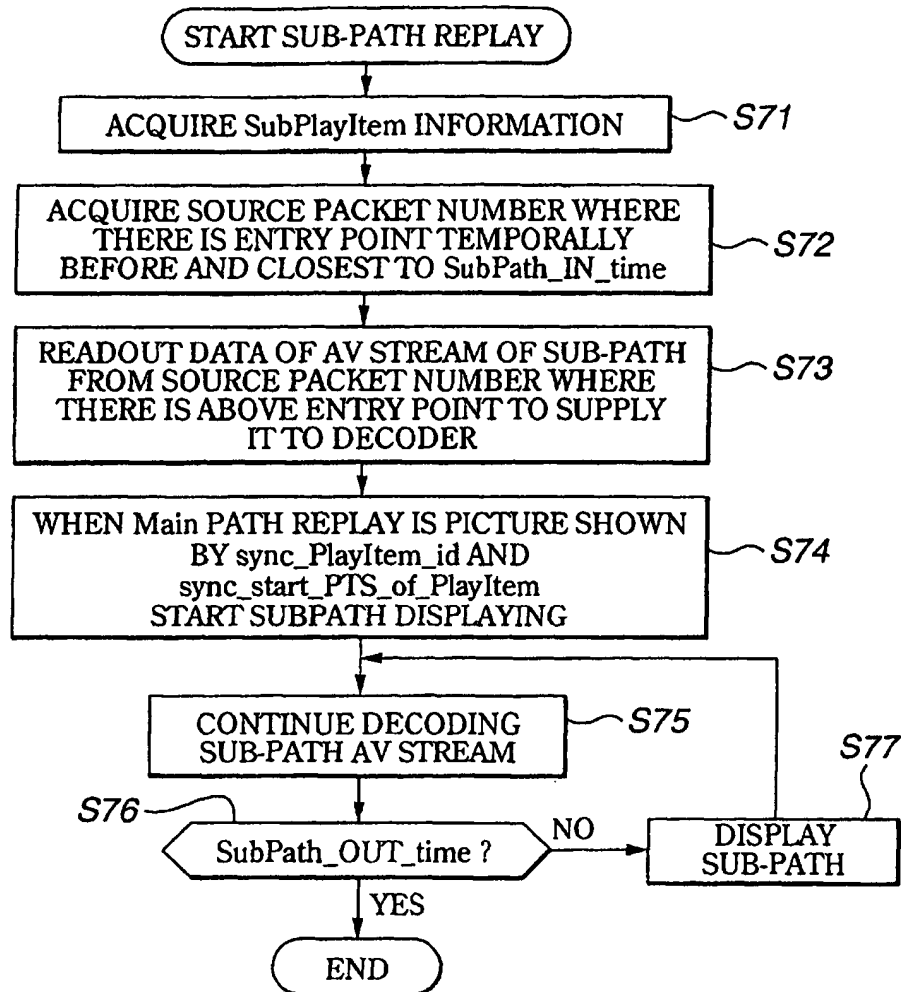 START SUB-PATH REPLAY
ACQUIRE SubPlayItem INFORMATION
S71
ACQUIRE SOURCE PACKET NUMBER WHERE
THERE IS ENTRY POINT TEMPORALLY
BEFORE AND CLOSEST TO SubPath_IN_time
S72
READOUT DATA OF AV STREAM OF SUB-PATH
FROM SOURCE PACKET NUMBER WHERE
THERE IS ABOVE ENTRY POINT TO SUPPLY
IT TO DECODER
S73
WHEN Main PATH REPLAY IS PICTURE SHOWN
BY sync_PlayItem_id AND
sync_start_PTS_of_PlayItem
START SUBPATH DISPLAYING
S74
CONTINUE DECODING
SUB-PATH AV STREAM
S75
S76
SubPath_OUT_time ?
NO
S77
DISPLAY
SUB-PATH
YES
END